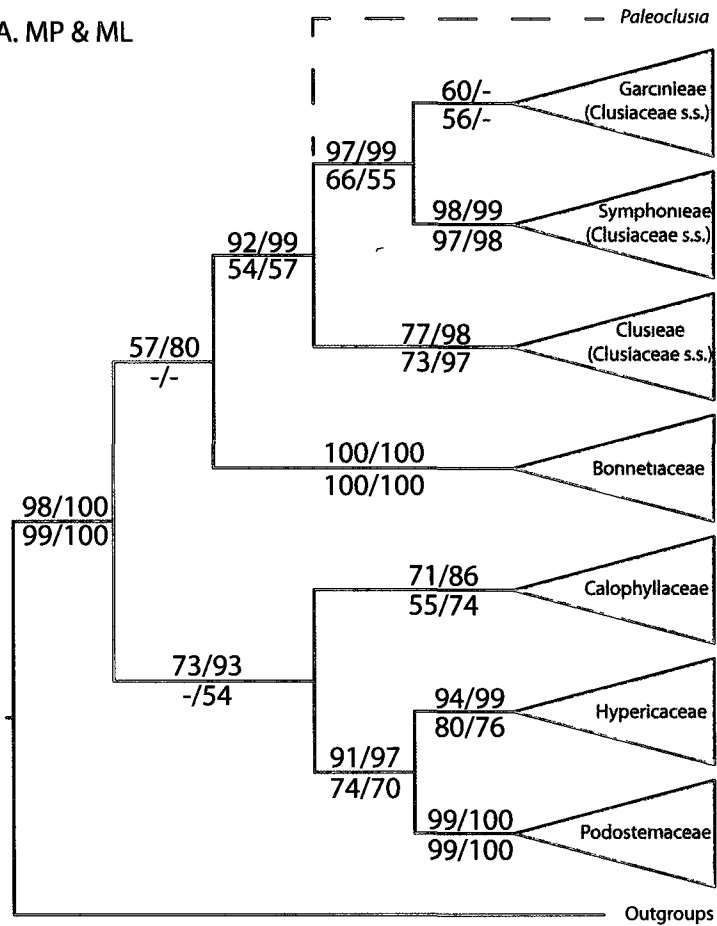 A. MP & ML
Paleoclusia
60/-
56/-
Garcinieae
(Clusiaceae s.s.)
97/99
66/55
98/99
97/98
Symphonieae
(Clusiaceae s.s.)
92/99
54/57
77/98
73/97
Clusieae
(Clusiaceae s.s.)
57/80
-/-
100/100
100/100
Bonnetiaceae
98/100
99/100
71/86
55/74
Calophyllaceae
73/93
-/54
94/99
80/76
Hypericaceae
91/97
74/70
99/100
99/100
Podostemaceae
Outgroups